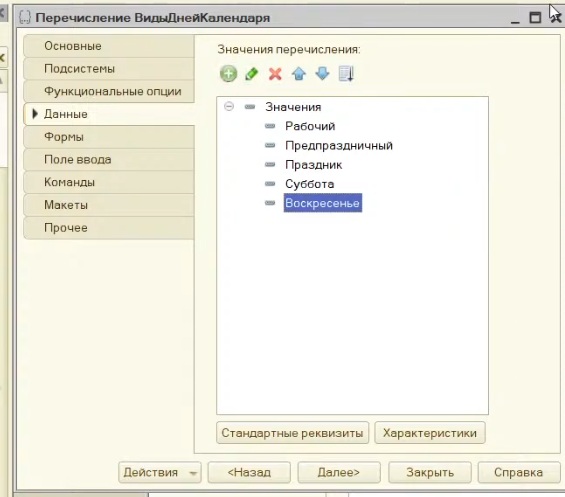 Перечисление ВидыДнейКалендаря
Основные
Подсистемы
Функциональные опции
Данные
Формы
Поле ввода
Команды
Макеты
Прочее
Значения перечисления:
Значения
Рабочий
Предпраздничный
Праздник
Суббота
Воскресенье
Стандартные реквизиты
Характеристики
Действия
<Назад
Далее>
Закрыть
Справка